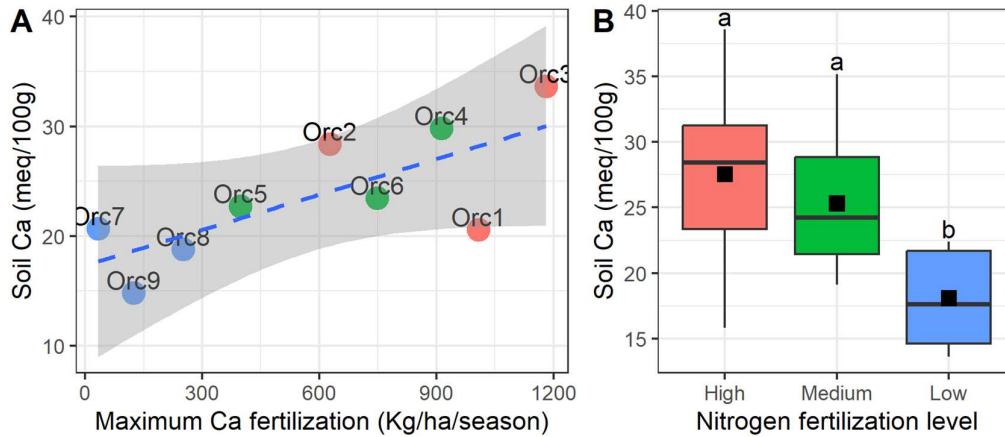 A
Soil Ca (meq/100g)
40
30
20
10
Orc3
Orc2
Orc4
Orc5
Orc6
Orc7
Orc8
Orc1
Orc9
0
300
600
900
1200
Maximum Ca fertilization (Kg/ha/season)
B
Soil Ca (meq/100g)
40
35
30
25
20
15
a
a
b
High
Medium
Low
Nitrogen fertilization level